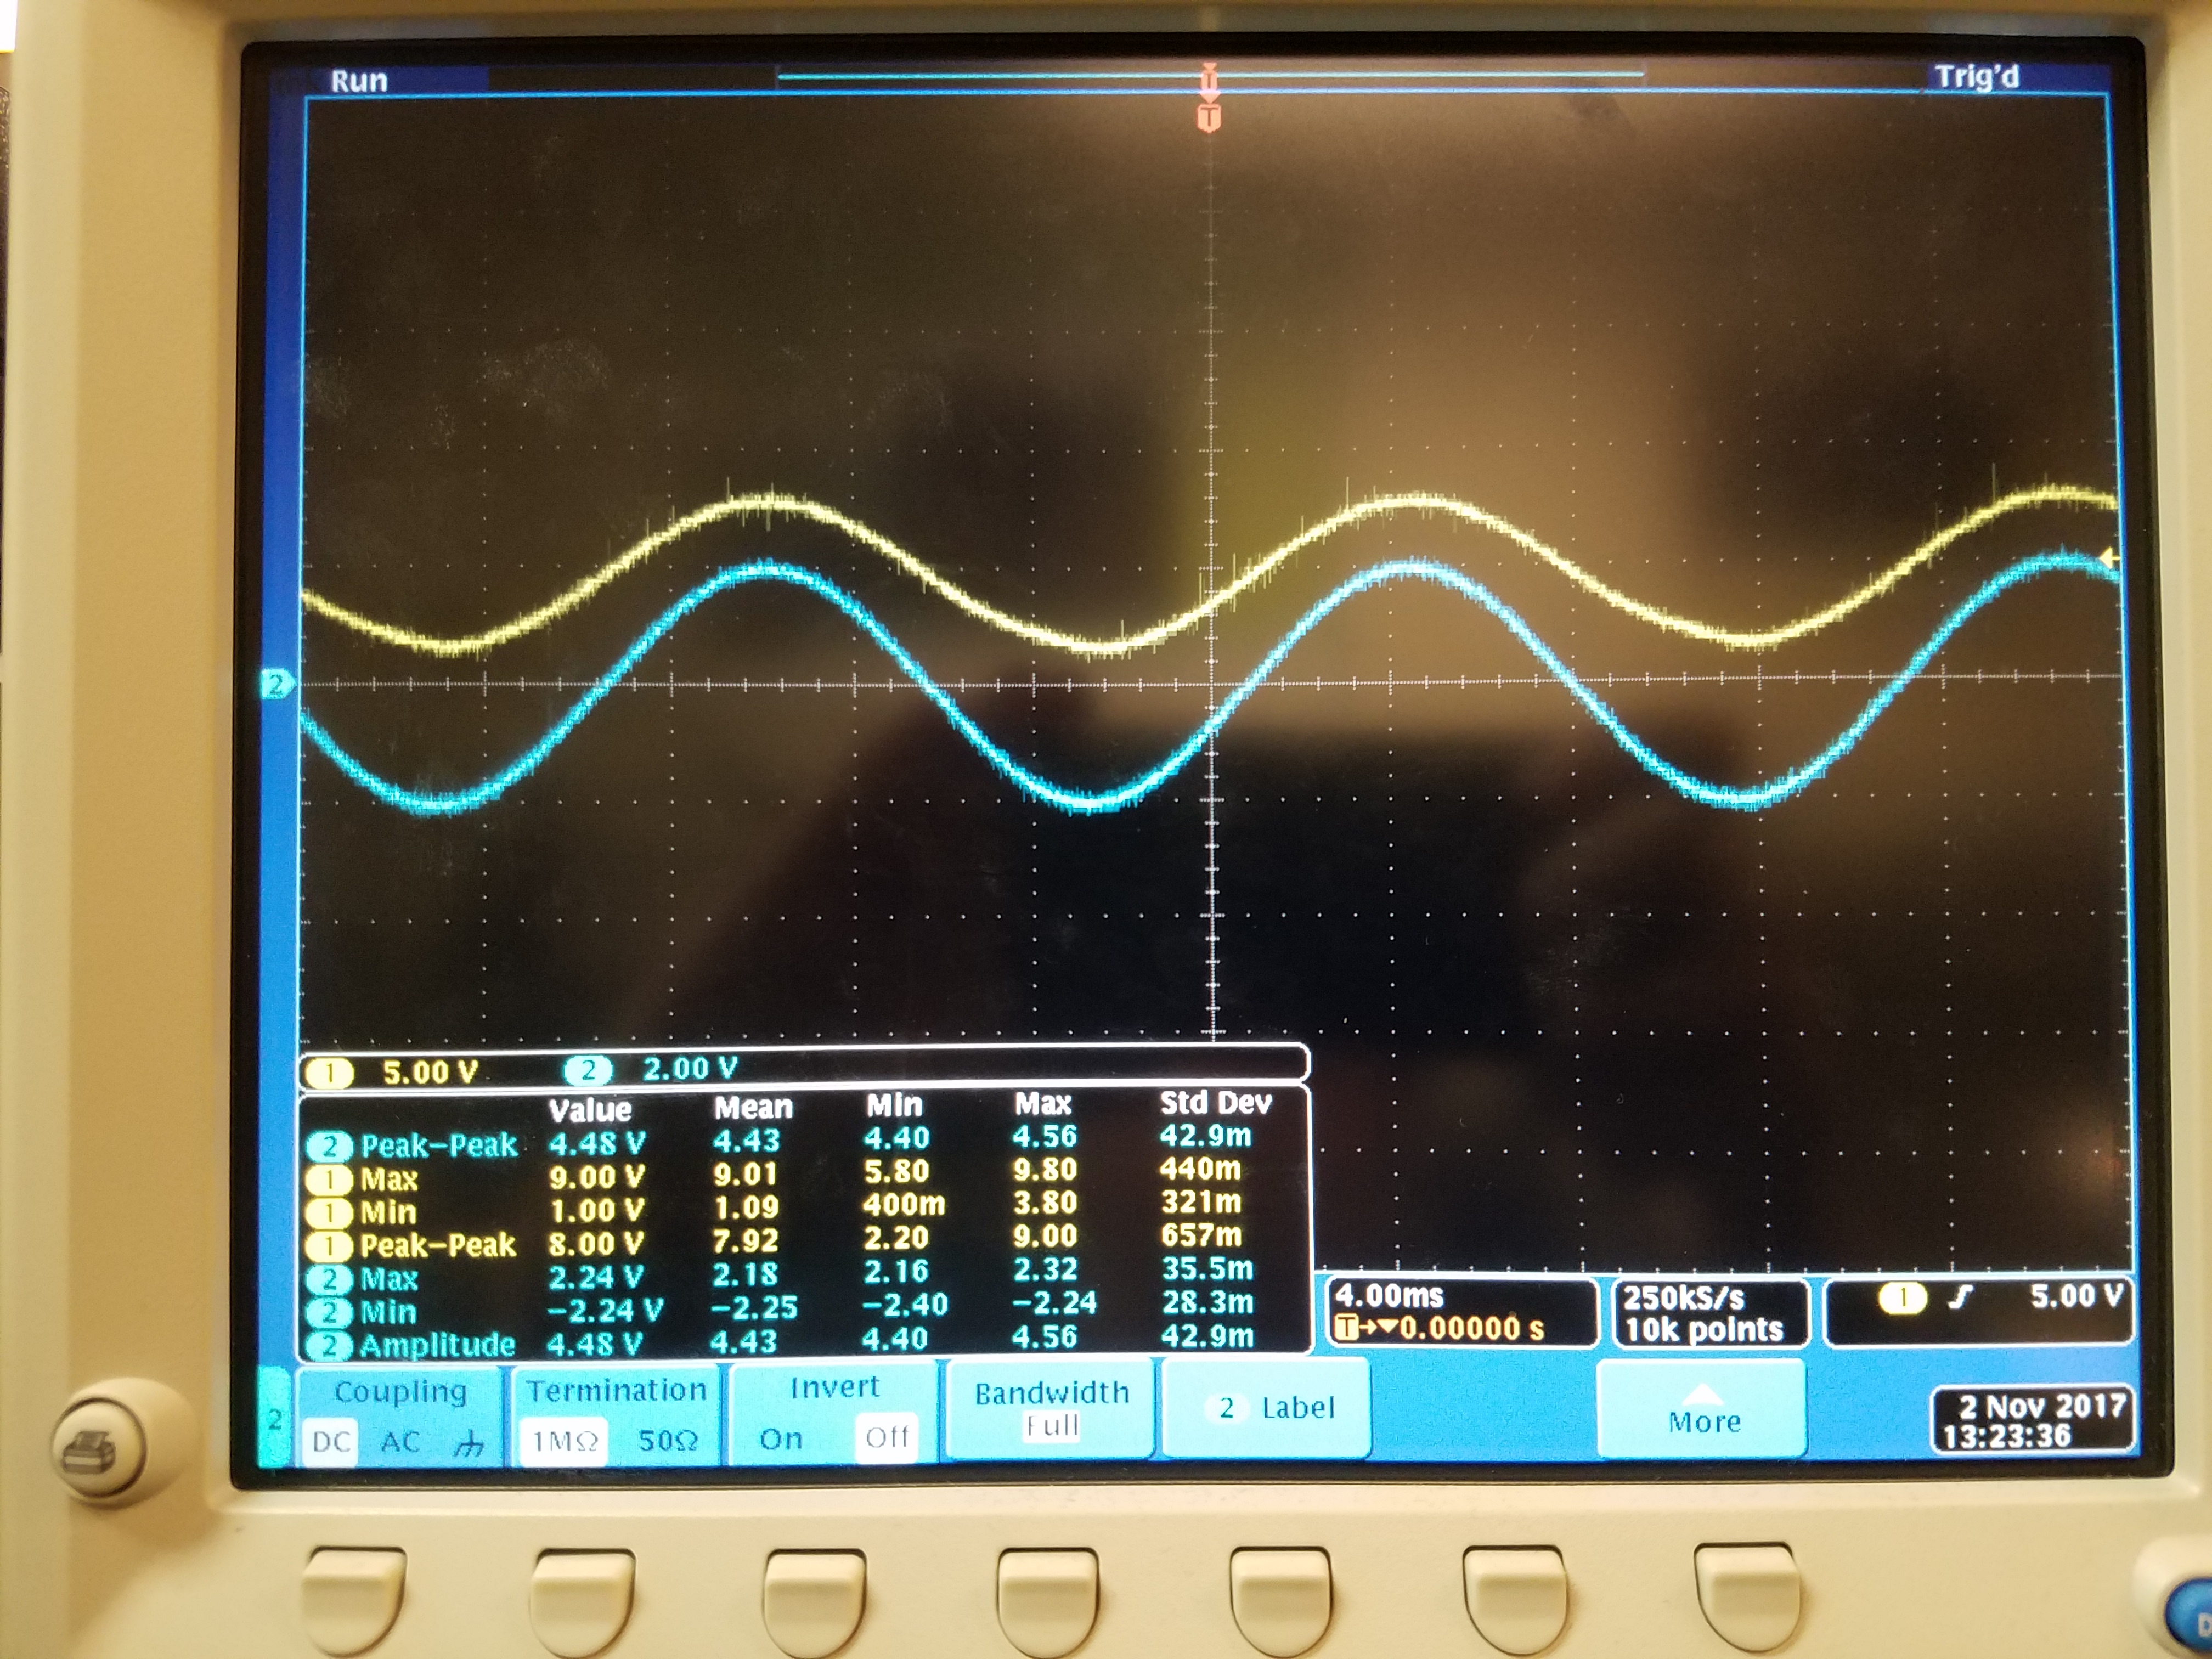 Run Trig'd
T
T
2
1 5.00 V 2 2.00 V
Value Mean Min Max Std Dev
2 Peak-Peak 4.48 V 4.43 4.40 4.56 42.9m
1 Max 9.00 V 9.01 5.80 9.80 440m
1 Min 1.00 V 1.09 400m 3.80 321m
1 Peak-Peak 8.00 V 7.92 2.20 9.00 657m
2 Max 2.24 V 2.18 2.16 2.32 35.5m
2 Min -2.24 V -2.25 -2.40 -2.24 28.3m
2 Amplitude 4.48 V 4.43 4.40 4.56 42.9m
4.00ms
T→▼0.00000 s
250kS/s
10k points
1 5.00 V
2
Coupling
DC AC
Termination
1MΩ 50Ω
Invert
On Off
Bandwidth
Full
2 Label
More
2 Nov 2017
13:23:36